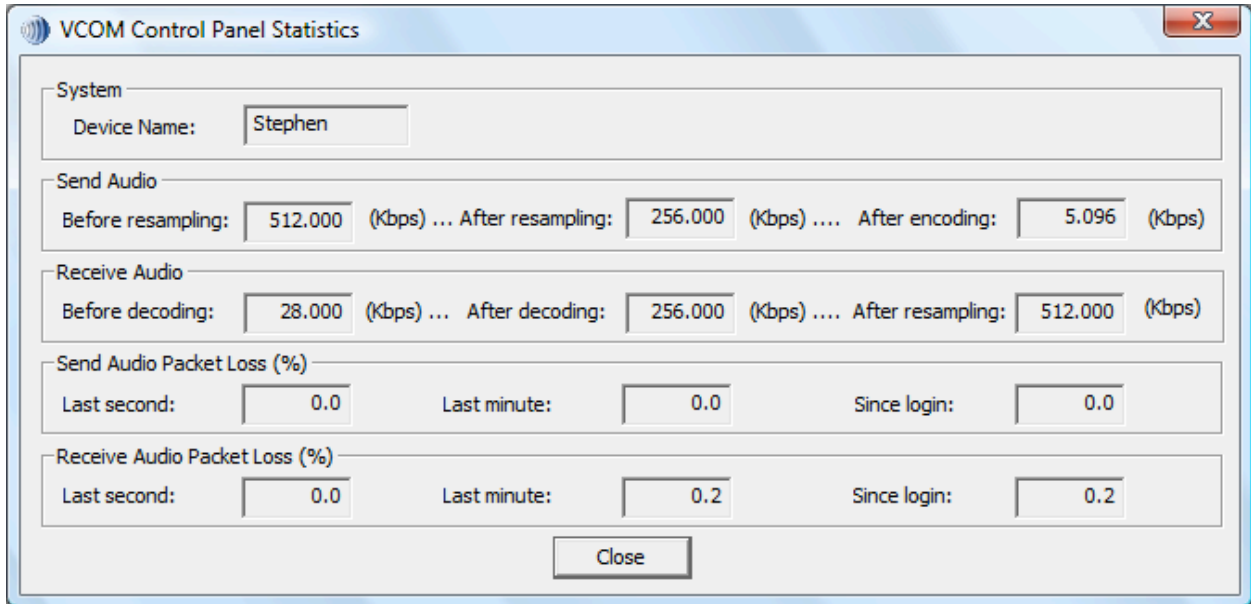 VCOM Control Panel Statistics
System
Device Name: Stephen
Send Audio
Before resampling: 512.000 (Kbps) ... After resampling: 256.000 (Kbps) .... After encoding: 5.096 (Kbps)
Receive Audio
Before decoding: 28.000 (Kbps) ... After decoding: 256.000 (Kbps) .... After resampling: 512.000 (Kbps)
Send Audio Packet Loss (%)
Last second: 0.0 Last minute: 0.0 Since login: 0.0
Receive Audio Packet Loss (%)
Last second: 0.0 Last minute: 0.2 Since login: 0.2
Close